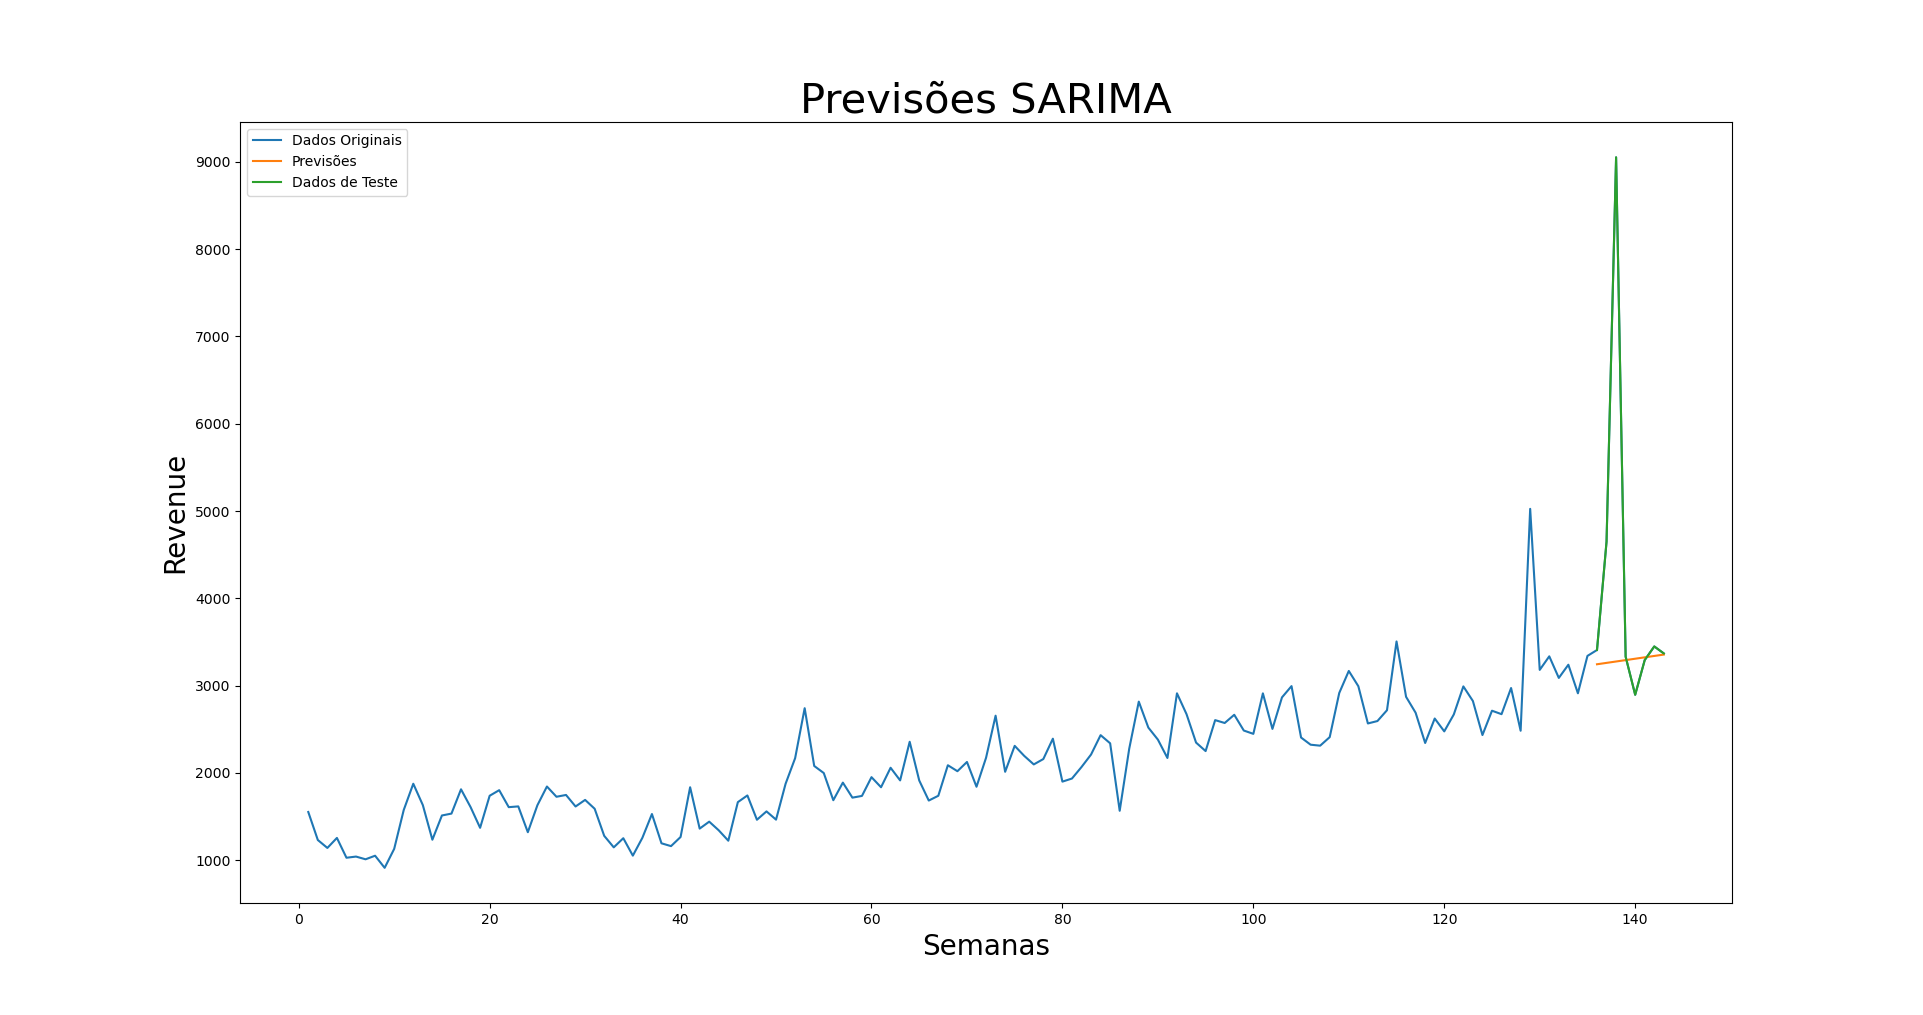 Previsões SARIMA
Dados Originais
Previsões
Dados de Teste
9000
8000
7000
6000
5000
4000
3000
2000
1000
Revenue
0 20 40 60 80 100 120 140
Semanas